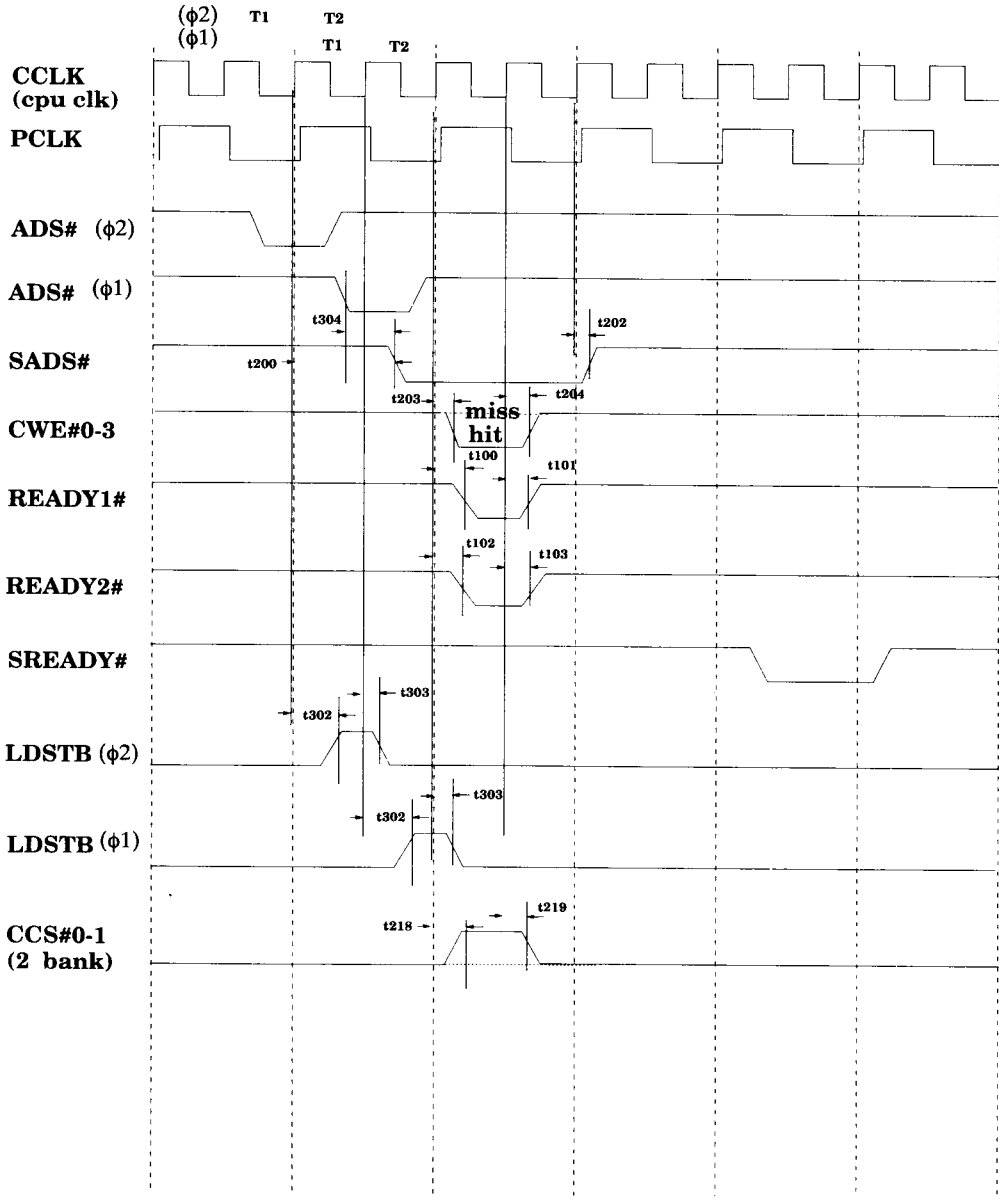 (ϕ2) T1 T2
(ϕ1) T1 T2
CCLK
(cpu clk)
PCLK
ADS# (ϕ2)
ADS# (ϕ1)
t304
t202
SADS#
t200
t203
t204
CWE#0-3
miss
hit
t100
t101
READY1#
t102
t103
READY2#
SREADY#
t303
t302
LDSTB (ϕ2)
t303
t302
LDSTB (ϕ1)
t219
t218
CCS#0-1
(2 bank)